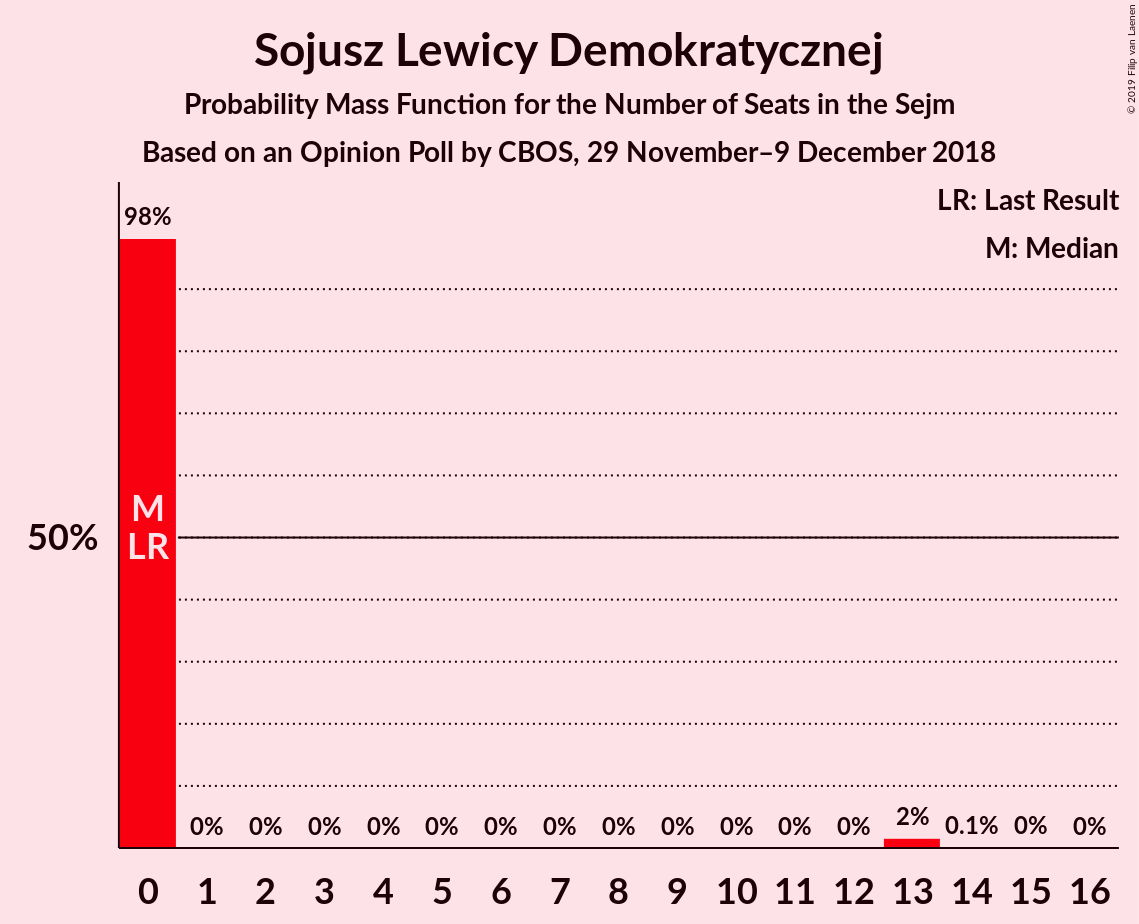 Sojusz Lewicy Demokratycznej
Probability Mass Function for the Number of Seats in the Sejm
Based on an Opinion Poll by CBOS, 29 November–9 December 2018
© 2019 Filip van Laenen
LR: Last Result
M: Median
98%
M
LR
50%
0% 0% 0% 0% 0% 0% 0% 0% 0% 0% 0% 0% 2% 0.1% 0% 0%
0 1 2 3 4 5 6 7 8 9 10 11 12 13 14 15 16